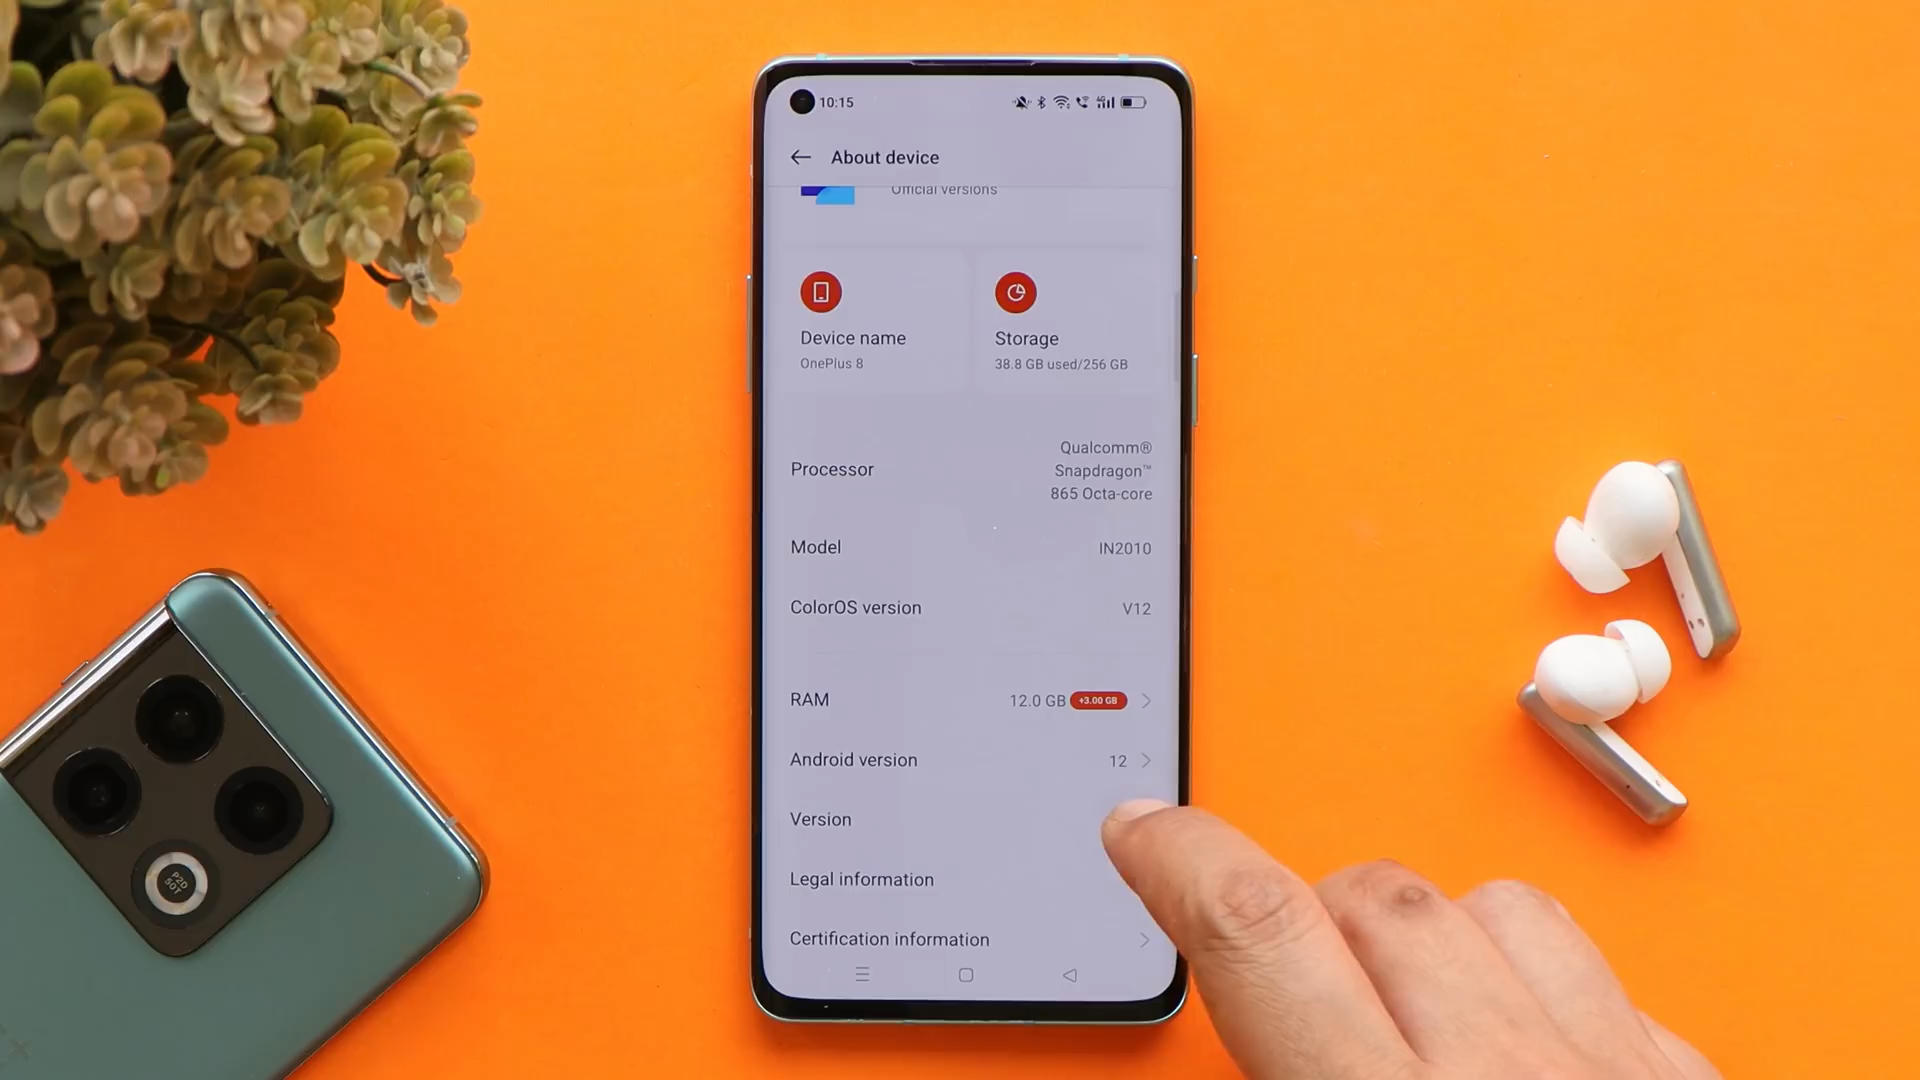 10:15
About device
Official versions
Device name
OnePlus 8
Storage
38.8 GB used/256 GB
Processor
Qualcomm®
Snapdragon™
865 Octa-core
Model
IN2010
ColorOS version
V12
RAM
12.0 GB
+3.00 GB
Android version
12
Version
Legal information
Certification information
P2D
50T